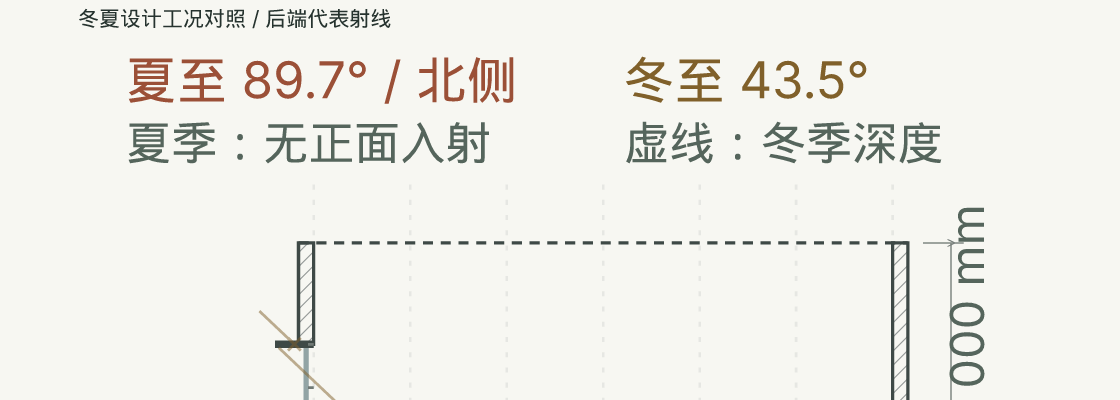 冬夏设计工况对照 / 后端代表射线
夏至 89.7° / 北侧
冬至 43.5°
夏季：无正面入射
虚线：冬季深度
000 mm